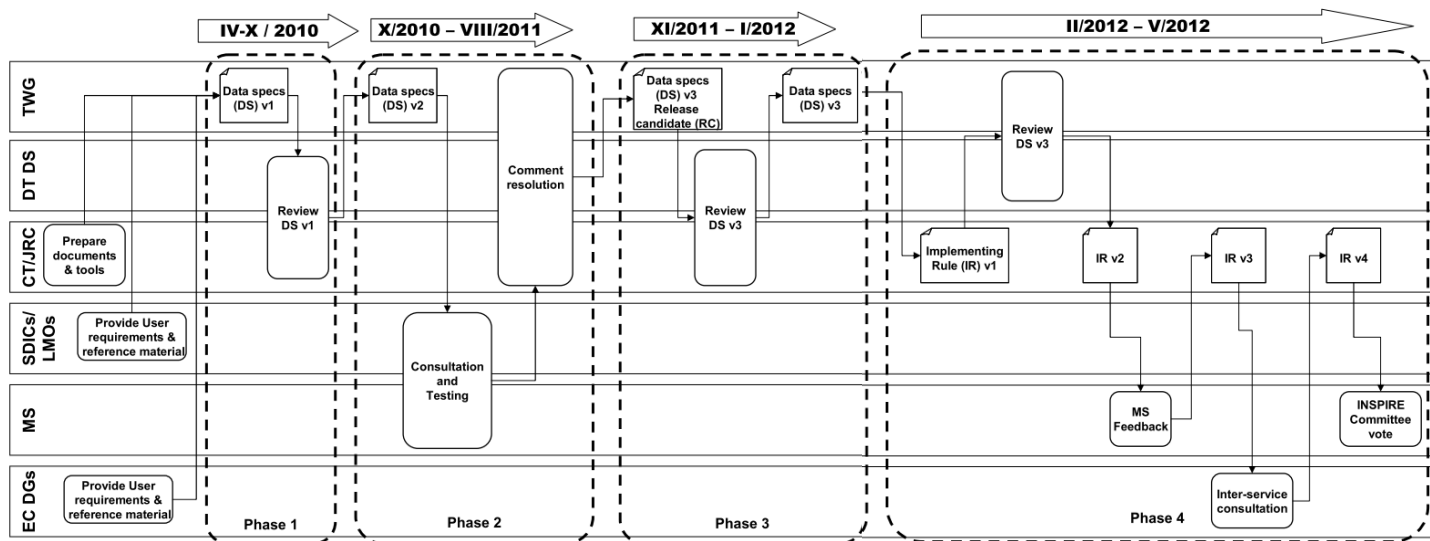 IV-X / 2010
X/2010 – VIII/2011
XI/2011 – I/2012
II/2012 – V/2012
TWG
Data specs
(DS) v1
Data specs
(DS) v2
Data specs
(DS) v3
Release
candidate (RC)
Data specs
(DS) v3
Review
DS v3
DT DS
Comment
resolution
Review
DS v1
Review
DS v3
CT/JRC
Prepare
documents
& tools
Implementing
Rule (IR) v1
IR v2
IR v3
IR v4
SDICs/
LMOs
Provide User
requirements &
reference material
Consultation
and
Testing
MS
MS
Feedback
INSPIRE
Committee
vote
EC DGs
Provide User
requirements &
reference material
Inter-service
consultation
Phase 1
Phase 2
Phase 3
Phase 4